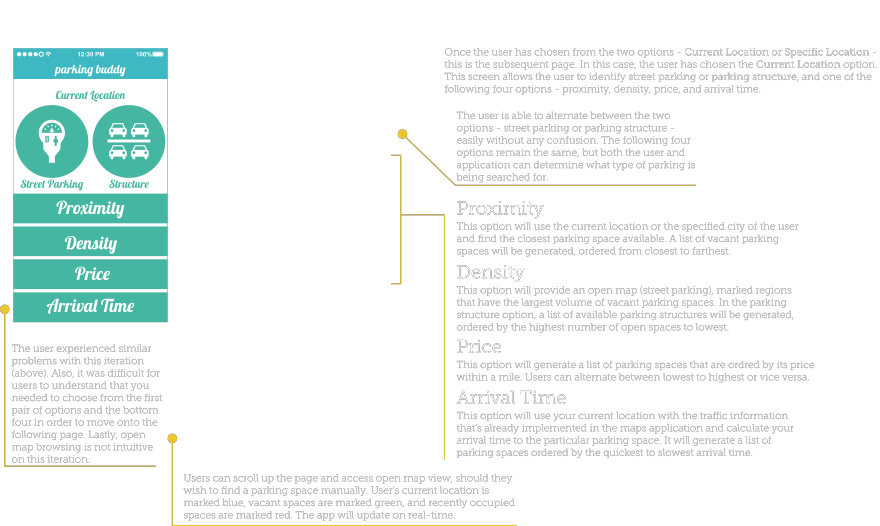 12:30 PM 100%
parking buddy
Current Location
Street Parking Structure
Proximity
Density
Price
Arrival Time
The user experienced similar
problems with this iteration
(above). Also, it was difficult for
users to understand that you
needed to choose from the first
pair of options and the bottom
four in order to move onto the
following page. Lastly, open
map browsing is not intuitive
on this iteration.
Once the user has chosen from the two options - Current Location or Specific Location -
this is the subsequent page. In this case, the user has chosen the Current Location option.
This screen allows the user to identify street parking or parking structure, and one of the
following four options - proximity, density, price, and arrival time.
The user is able to alternate between the two
options - street parking or parking structure -
easily without any confusion. The following four
options remain the same, but both the user and
application can determine what type of parking is
being searched for.
Proximity
This option will use the current location or the specified city of the user
and find the closest parking space available. A list of vacant parking
spaces will be generated, ordered from closest to farthest.
Density
This option will provide an open map (street parking), marked regions
that have the largest volume of vacant parking spaces. In the parking
structure option, a list of available parking structures will be generated,
ordered by the highest number of open spaces to lowest.
Price
This option will generate a list of parking spaces that are ordred by its price
within a mile. Users can alternate between lowest to highest or vice versa.
Arrival Time
This option will use your current location with the traffic information
that's already implemented in the maps application and calculate your
arrival time to the particular parking space. It will generate a list of
parking spaces ordered by the quickest to slowest arrival time.
Users can scroll up the page and access open map view, should they
wish to find a parking space manually. User's current location is
marked blue, vacant spaces are marked green, and recently occupied
spaces are marked red. The app will update on real-time.